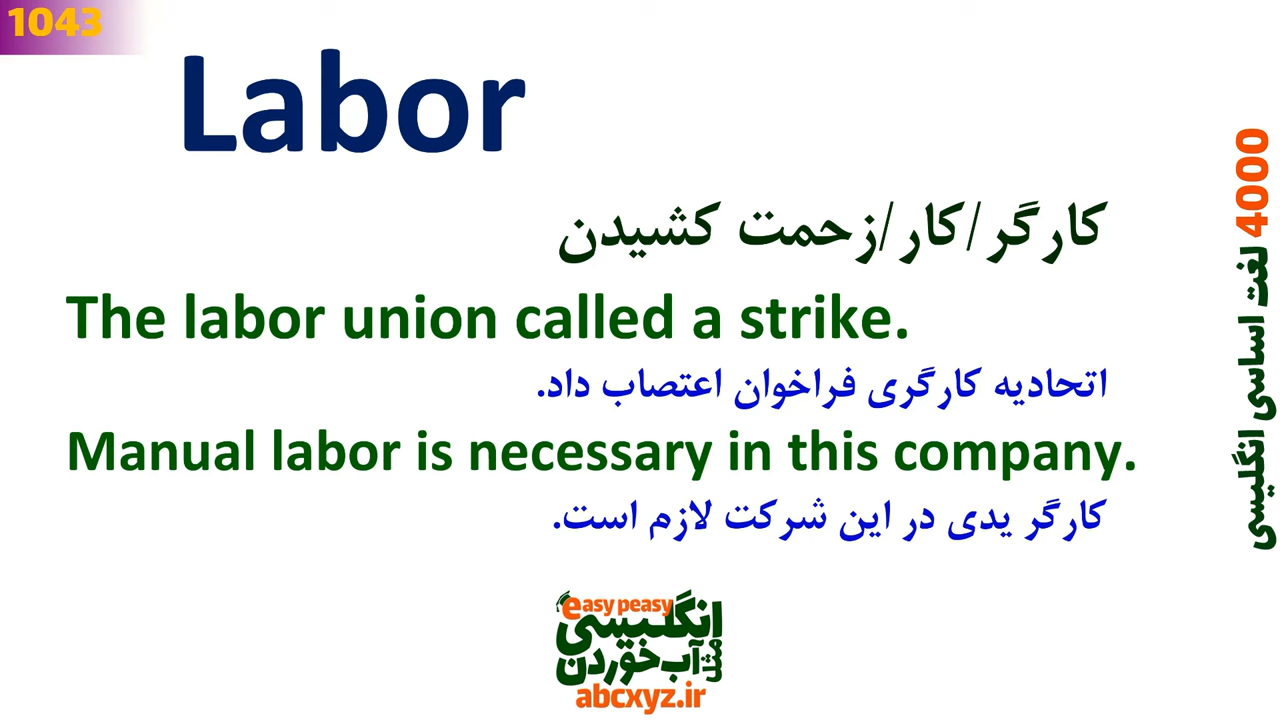 1043
Labor
کارگر/کار/زحمت کشیدن
The labor union called a strike.
اتحادیه کارگری فراخوان اعتصاب داد.
Manual labor is necessary in this company.
کارگر یدی در این شرکت لازم است.
4000 لغت اساسی انگلیسی
easy peasy
انگلیسی
مثل آب خوردن
abcxyz.ir